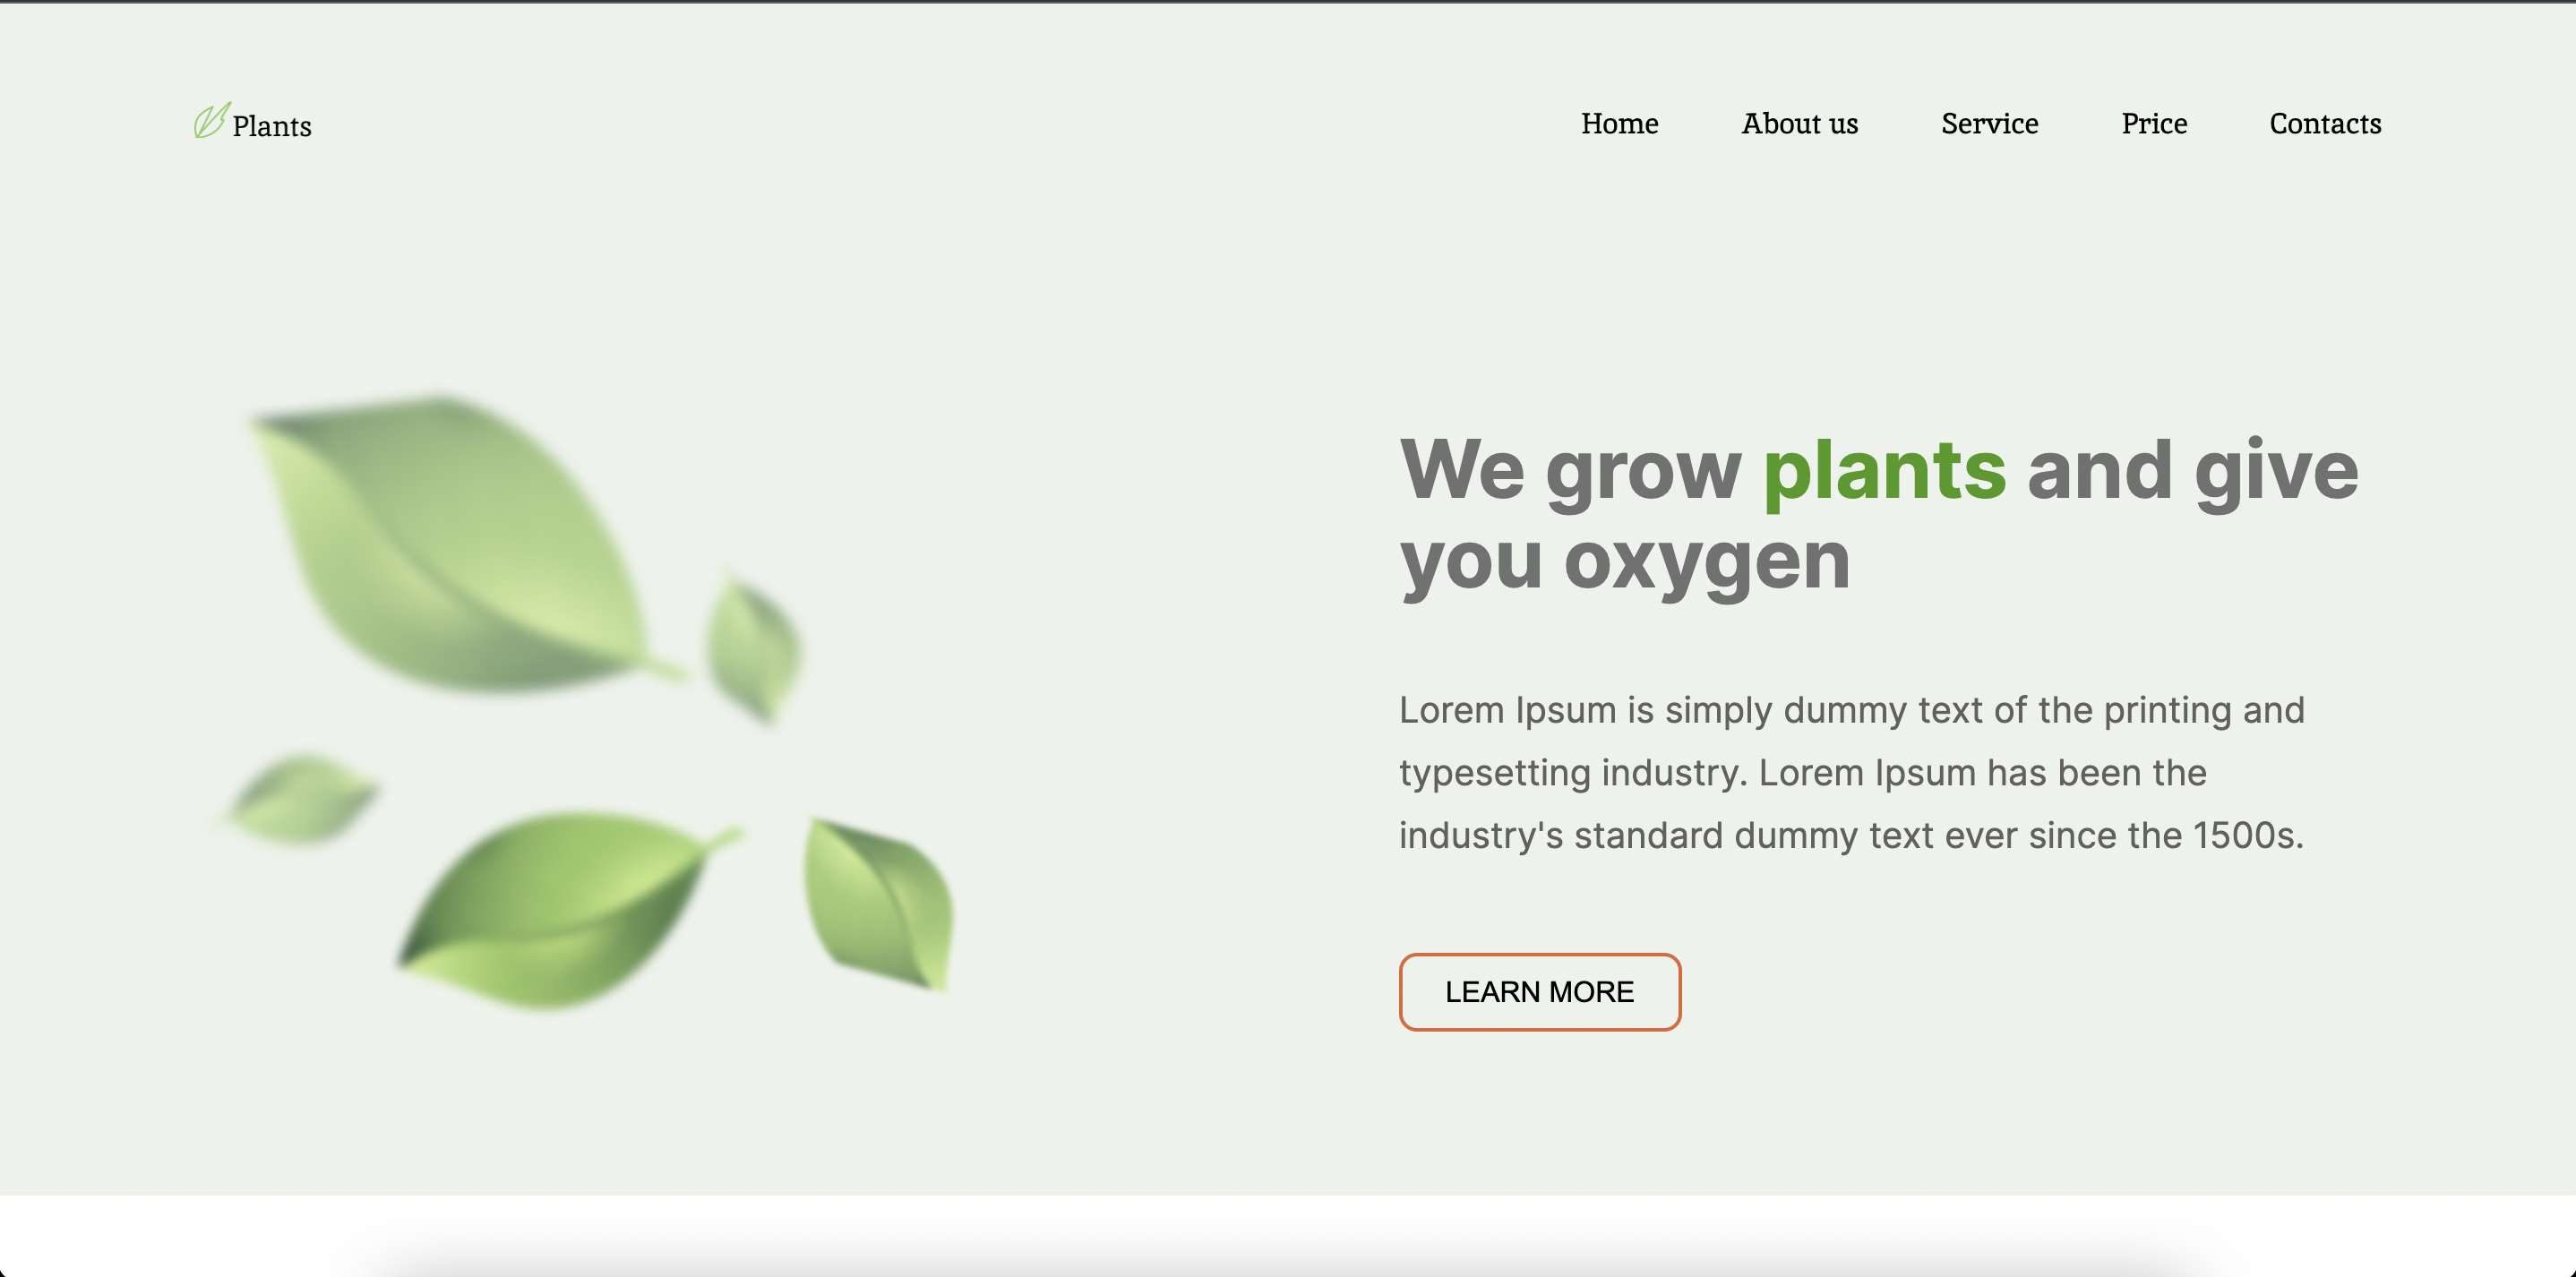 Plants
Home
About us
Service
Price
Contacts
We grow plants and give
you oxygen
Lorem Ipsum is simply dummy text of the printing and
typesetting industry. Lorem Ipsum has been the
industry's standard dummy text ever since the 1500s.
LEARN MORE